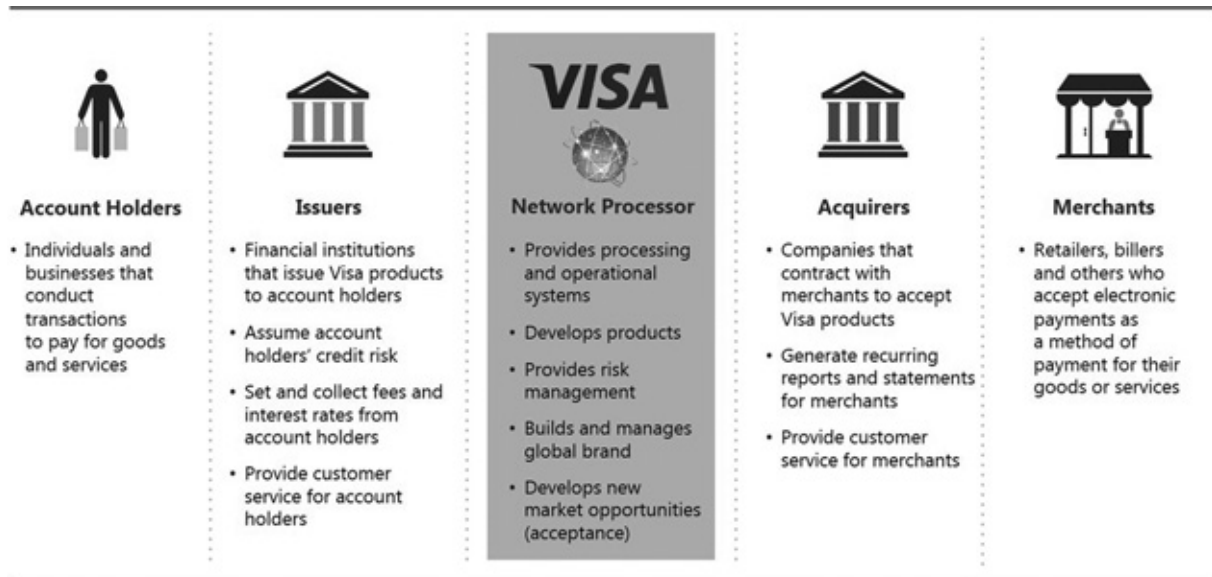 VISA
Account Holders
• Individuals and
businesses that
conduct
transactions
to pay for goods
and services
Issuers
• Financial institutions
that issue Visa products
to account holders
• Assume account
holders' credit risk
• Set and collect fees and
interest rates from
account holders
• Provide customer
service for account
holders
Network Processor
• Provides processing
and operational
systems
• Develops products
• Provides risk
management
• Builds and manages
global brand
• Develops new
market opportunities
(acceptance)
Acquirers
• Companies that
contract with
merchants to accept
Visa products
• Generate recurring
reports and statements
for merchants
• Provide customer
service for merchants
Merchants
• Retailers, billers
and others who
accept electronic
payments as
a method of
payment for their
goods or services